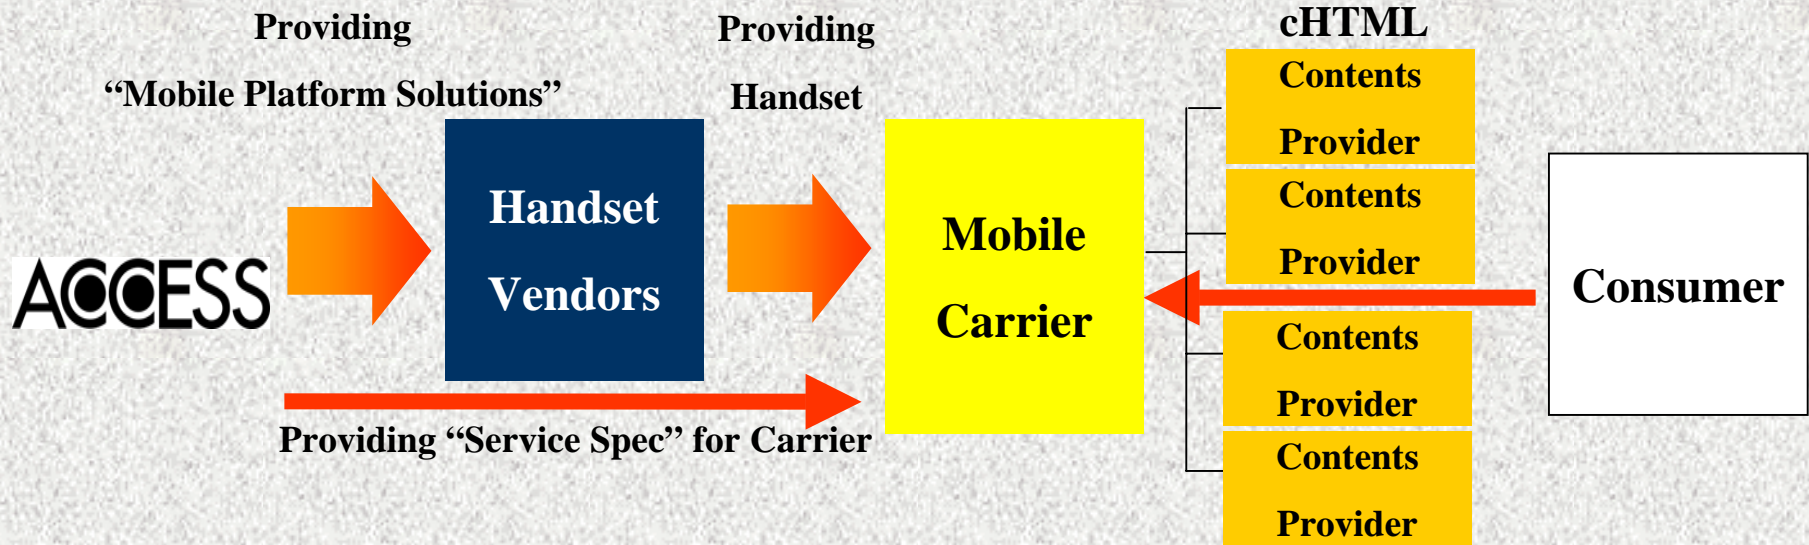 Providing
“Mobile Platform Solutions”
Providing
Handset
cHTML
ACCESS
Handset
Vendors
Mobile
Carrier
Contents
Provider
Contents
Provider
Contents
Provider
Contents
Provider
Consumer
Providing “Service Spec” for Carrier